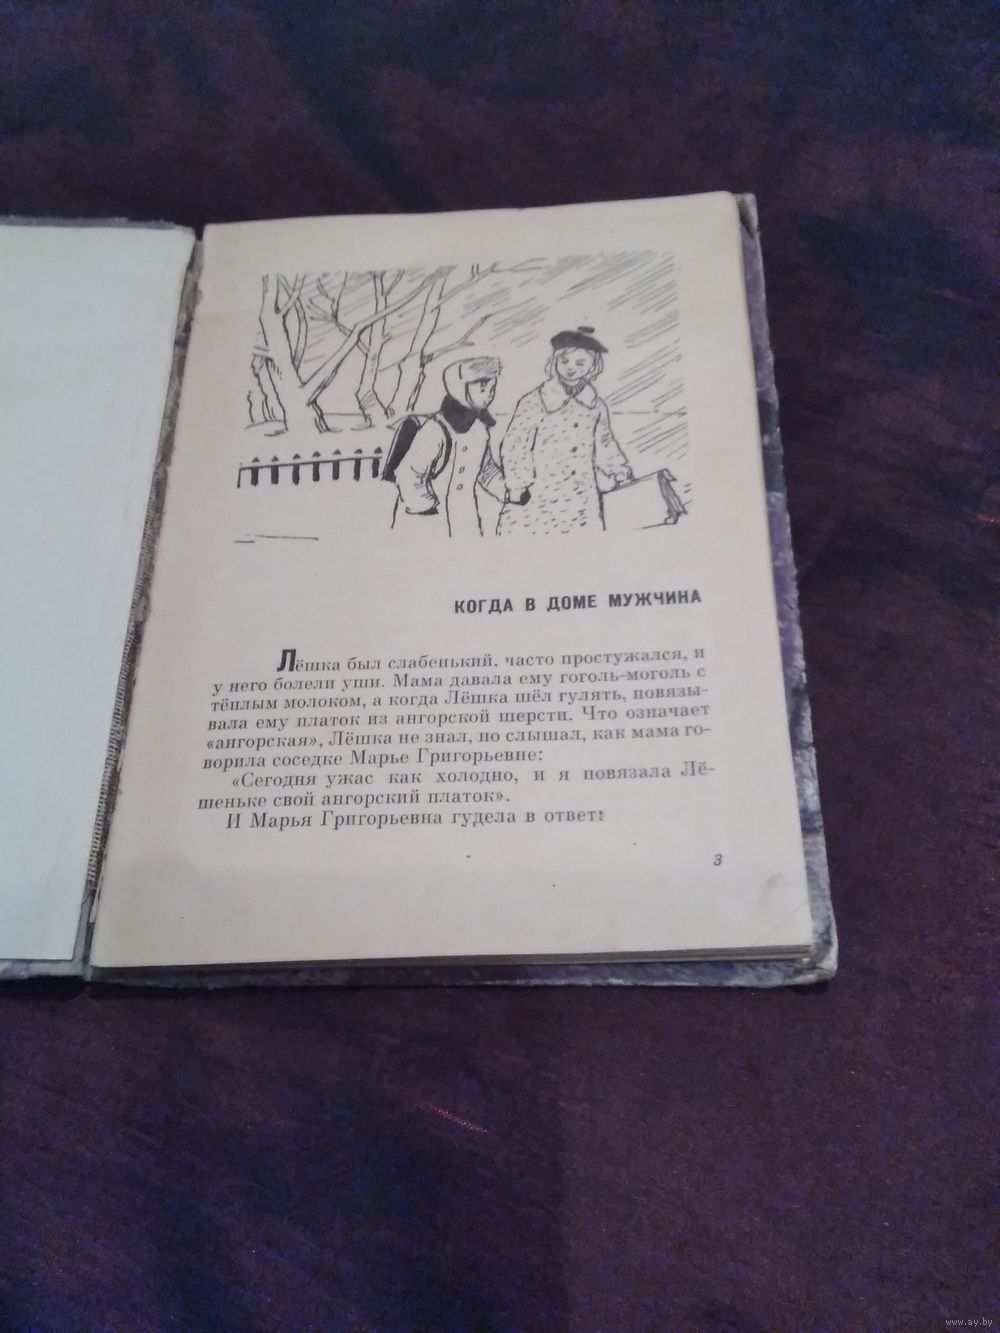 КОГДА В ДОМЕ МУЖЧИНА
Лёшка был слабенький, часто простужался, и
у него болели уши. Мама давала ему гоголь-моголь с
тёплым молоком, а когда Лёшка шёл гулять, повязы-
вала ему платок из ангорской шерсти. Что означает
«ангорская», Лёшка не знал, но слышал, как мама го-
ворила соседке Марье Григорьевне:
«Сегодня ужас как холодно, и я повязала Лё-
шеньке свой ангорский платок».
И Марья Григорьевна гудела в ответ:
3
www.ay.by